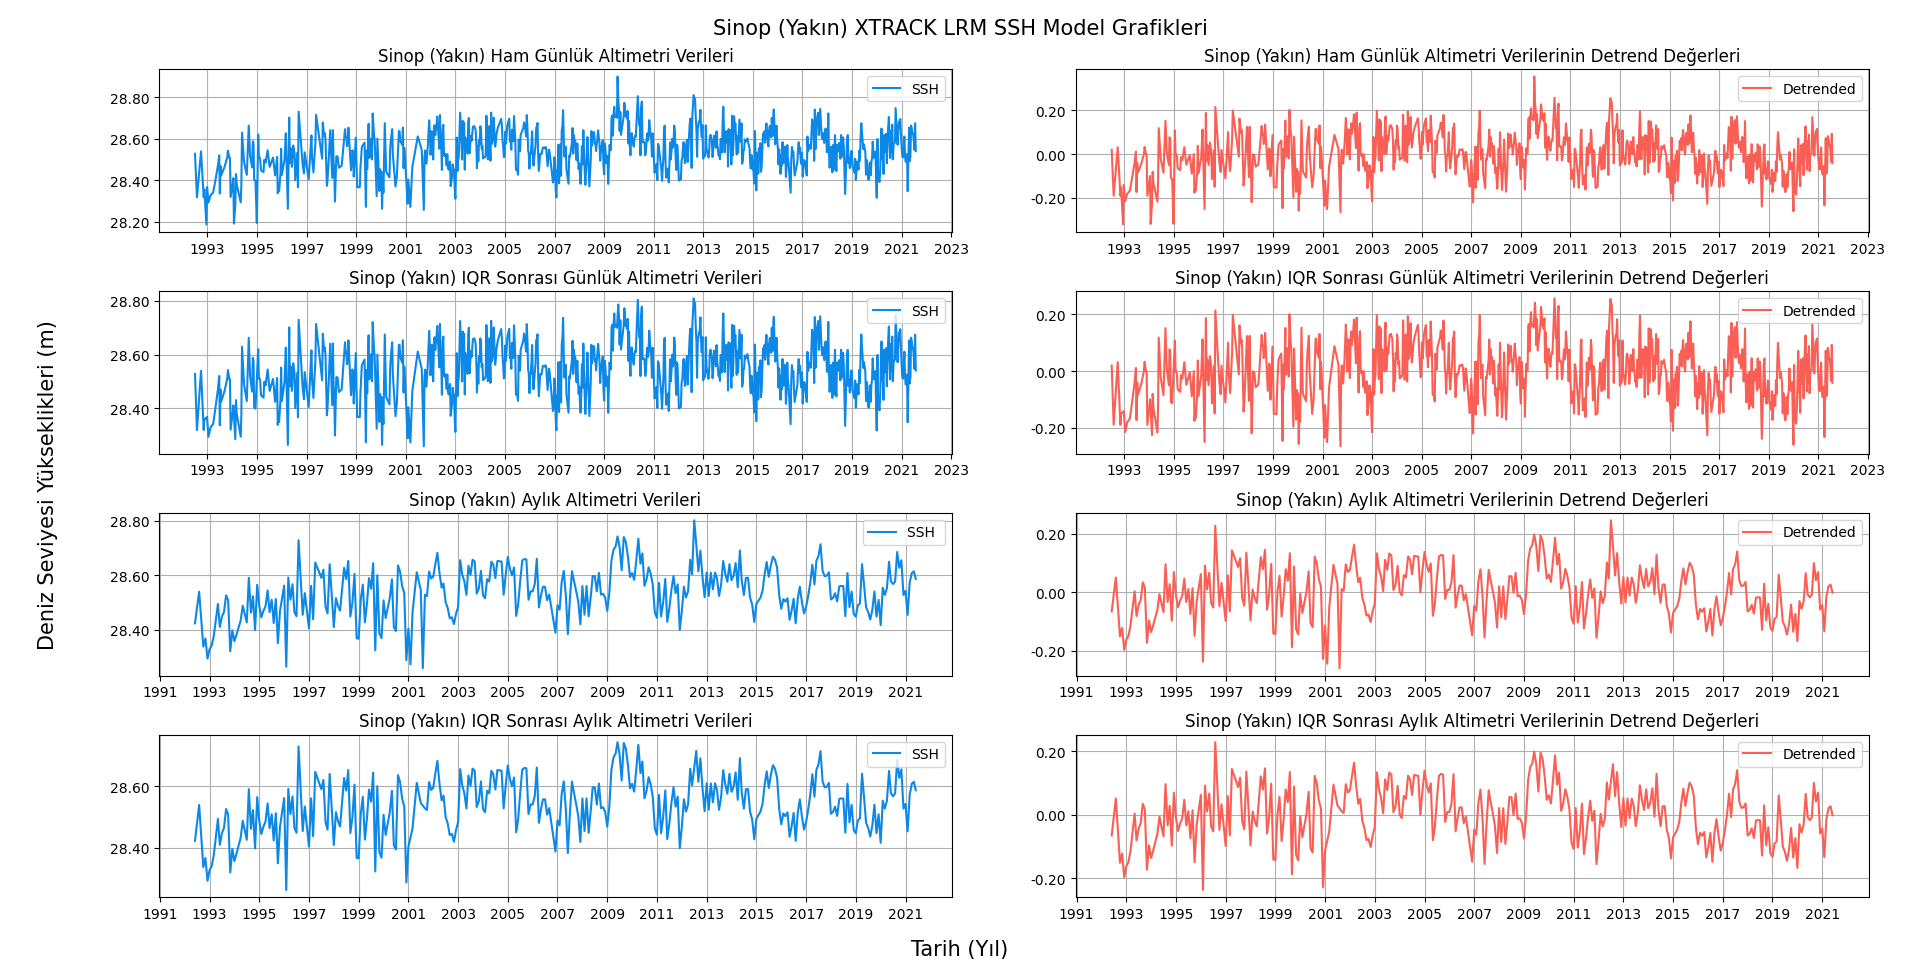 Sinop (Yakın) XTRACK LRM SSH Model Grafikleri
Sinop (Yakın) Ham Günlük Altimetri Verileri
SSH
28.80
28.60
28.40
28.20
1993 1995 1997 1999 2001 2003 2005 2007 2009 2011 2013 2015 2017 2019 2021 2023
Sinop (Yakın) Ham Günlük Altimetri Verilerinin Detrend Değerleri
Detrended
0.20
0.00
-0.20
1993 1995 1997 1999 2001 2003 2005 2007 2009 2011 2013 2015 2017 2019 2021 2023
Sinop (Yakın) IQR Sonrası Günlük Altimetri Verileri
SSH
28.80
28.60
28.40
1993 1995 1997 1999 2001 2003 2005 2007 2009 2011 2013 2015 2017 2019 2021 2023
Sinop (Yakın) IQR Sonrası Günlük Altimetri Verilerinin Detrend Değerleri
Detrended
0.20
0.00
-0.20
1993 1995 1997 1999 2001 2003 2005 2007 2009 2011 2013 2015 2017 2019 2021 2023
Sinop (Yakın) Aylık Altimetri Verileri
SSH
28.80
28.60
28.40
1991 1993 1995 1997 1999 2001 2003 2005 2007 2009 2011 2013 2015 2017 2019 2021
Sinop (Yakın) Aylık Altimetri Verilerinin Detrend Değerleri
Detrended
0.20
0.00
-0.20
1991 1993 1995 1997 1999 2001 2003 2005 2007 2009 2011 2013 2015 2017 2019 2021
Sinop (Yakın) IQR Sonrası Aylık Altimetri Verileri
SSH
28.60
28.40
1991 1993 1995 1997 1999 2001 2003 2005 2007 2009 2011 2013 2015 2017 2019 2021
Sinop (Yakın) IQR Sonrası Aylık Altimetri Verilerinin Detrend Değerleri
Detrended
0.20
0.00
-0.20
1991 1993 1995 1997 1999 2001 2003 2005 2007 2009 2011 2013 2015 2017 2019 2021
Deniz Seviyesi Yükseklikleri (m)
Tarih (Yıl)